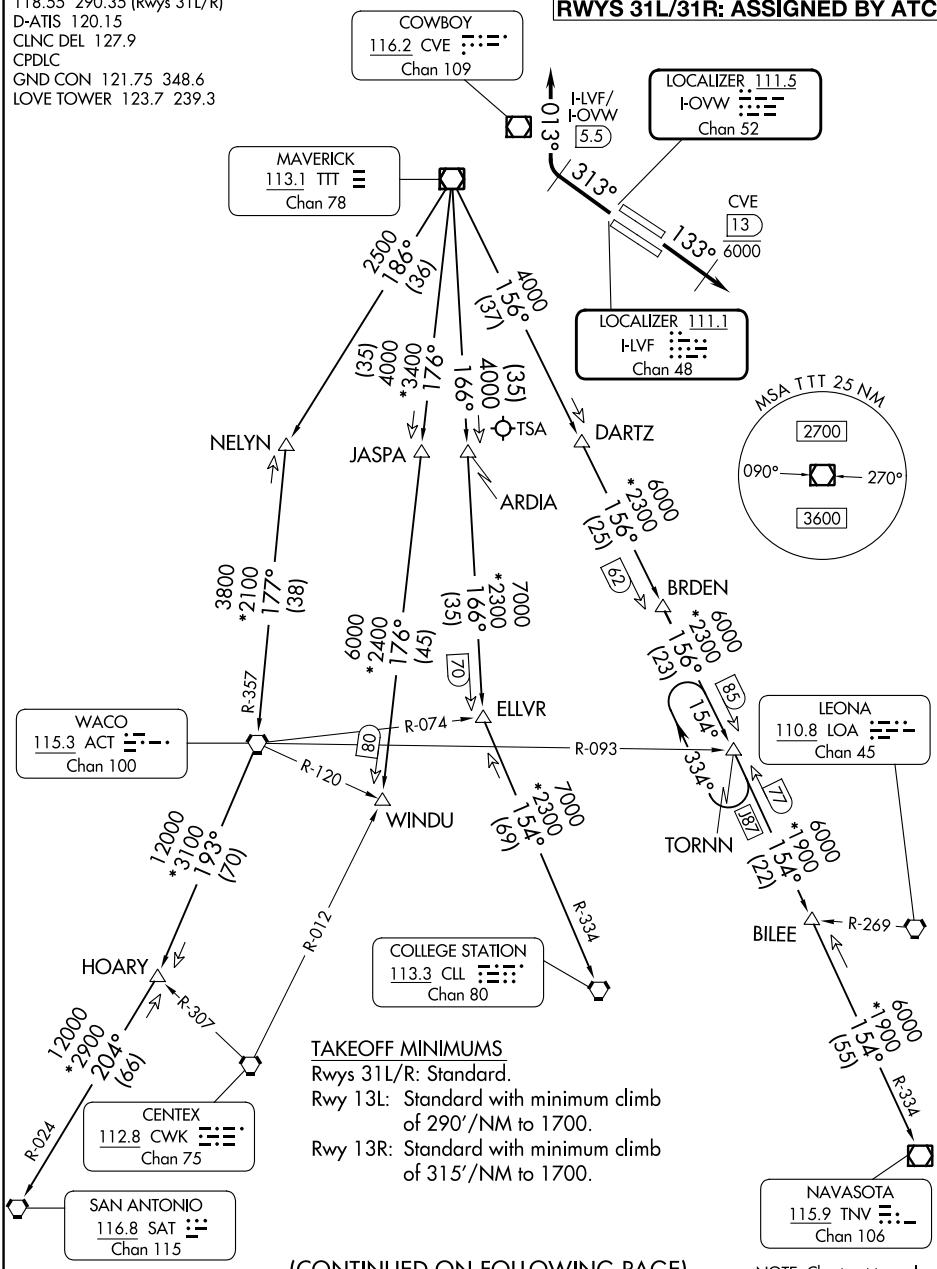 118.55 290.35 (Rwys 31L/R)
D-ATIS 120.15
CLNC DEL 127.9
CPDLC
GND CON 121.75 348.6
LOVE TOWER 123.7 239.3
RWYS 31L/31R: ASSIGNED BY ATC
COWBOY
116.2 CVE
Chan 109
I-LVF/
I-OVW
5.5
013°
LOCALIZER 111.5
I-OVW
Chan 52
MAVERICK
113.1 TTT
Chan 78
313°
133°
CVE
13
6000
LOCALIZER 111.1
I-LVF
Chan 48
2500
186°
(36)
(35)
4000
*3400
176°
166°
4000
(35)
4000
156°
(37)
MSA TTT 25 NM
2700
090°
270°
3600
NELYN
JASPA
TSA
ARDIA
DARTZ
3800
*2100
177°
(38)
6000
*2400
176°
(45)
7000
*2300
166°
(35)
6000
*2300
156°
(25)
62
BRDEN
6000
*2300
156°
(23)
70
85
R-357
WACO
115.3 ACT
Chan 100
R-074
ELLVR
80
R-093
R-120
WINDU
154°
334°
TORNN
J87
77
LEONA
110.8 LOA
Chan 45
12000
*3100
193°
(70)
7000
*2300
154°
(69)
6000
*1900
154°
(22)
R-012
R-334
BILEE
R-269
HOARY
R-307
COLLEGE STATION
113.3 CLL
Chan 80
12000
*2900
204°
(66)
6000
*1900
154°
(55)
R-334
R-024
TAKEOFF MINIMUMS
Rwys 31L/R: Standard.
Rwy 13L: Standard with minimum climb
of 290'/NM to 1700.
Rwy 13R: Standard with minimum climb
of 315'/NM to 1700.
CENTEX
112.8 CWK
Chan 75
SAN ANTONIO
116.8 SAT
Chan 115
NAVASOTA
115.9 TNV
Chan 106